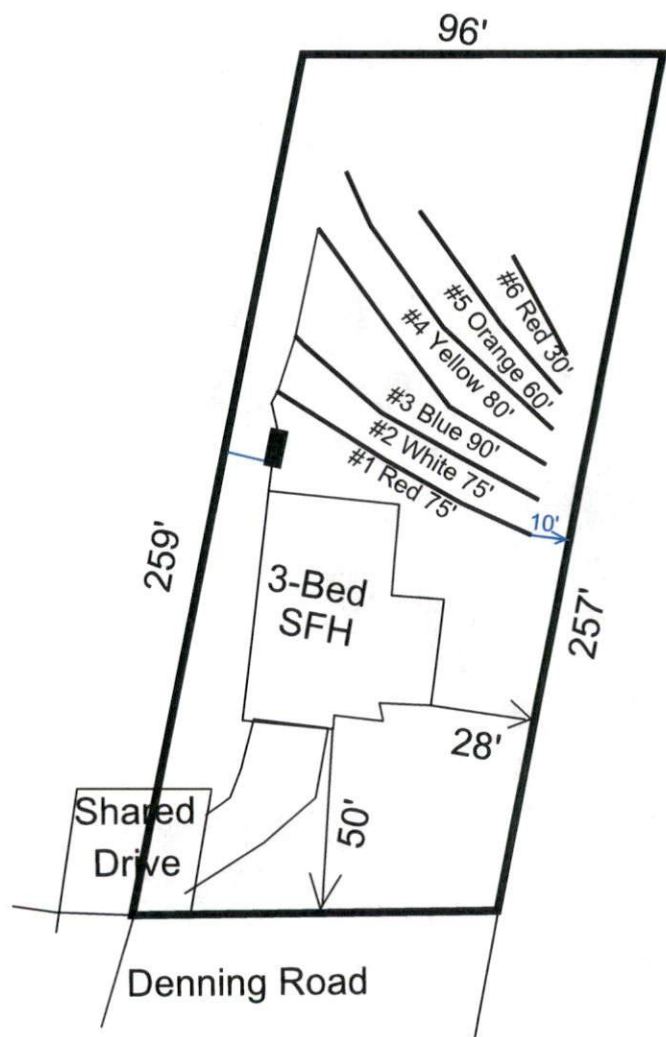 96'
#6 Red 30'
#5 Orange 60'
#4 Yellow 80'
#3 Blue 90'
#2 White 75'
#1 Red 75'
10'
259'
3-Bed
SFH
257'
28'
50'
Shared
Drive
Denning Road